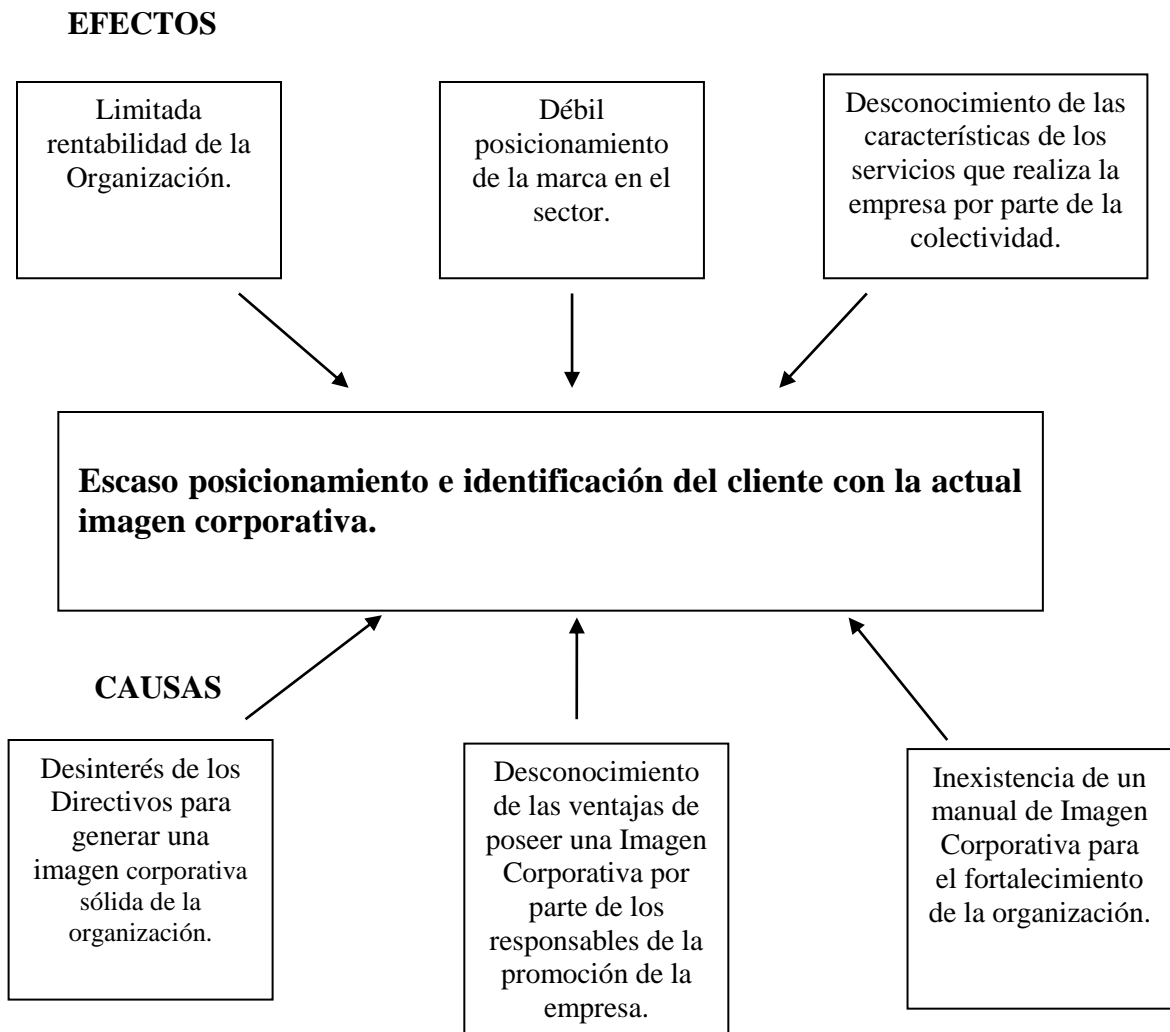 EFECTOS
Limitada
rentabilidad de la
Organización.
Débil
posicionamiento
de la marca en el
sector.
Desconocimiento de las
características de los
servicios que realiza la
empresa por parte de la
colectividad.
Escaso posicionamiento e identificación del cliente con la actual
imagen corporativa.
CAUSAS
Desinterés de los
Directivos para
generar una
imagen corporativa
sólida de la
organización.
Desconocimiento
de las ventajas de
poseer una Imagen
Corporativa por
parte de los
responsables de la
promoción de la
empresa.
Inexistencia de un
manual de Imagen
Corporativa para
el fortalecimiento
de la organización.